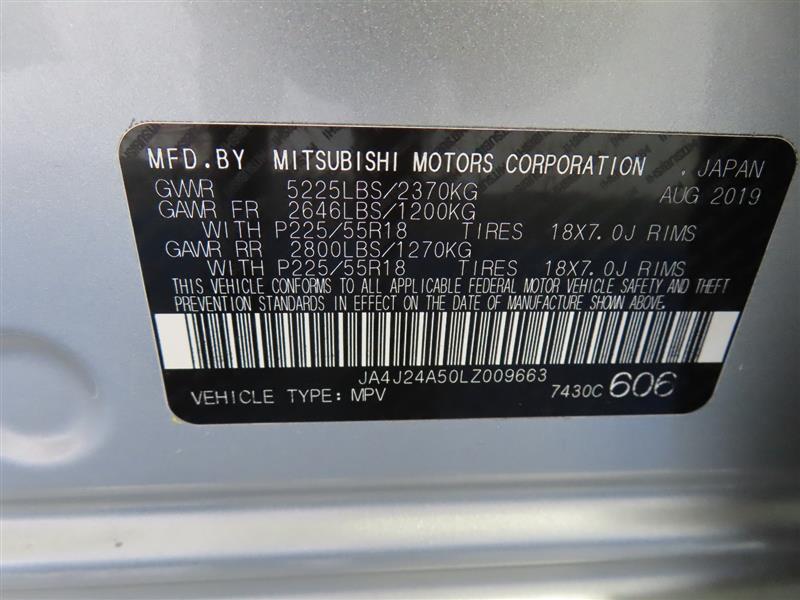 MFD.BY MITSUBISHI MOTORS CORPORATION , JAPAN
GVWR 5225LBS/2370KG AUG 2019
GAWR FR 2646LBS/1200KG
WITH P225/55R18 TIRES 18X7.0J RIMS
GAWR RR 2800LBS/1270KG
WITH P225/55R18 TIRES 18X7.0J RIMS
THIS VEHICLE CONFORMS TO ALL APPLICABLE FEDERAL MOTOR VEHICLE SAFETY AND THEFT
PREVENTION STANDARDS IN EFFECT ON THE DATE OF MANUFACTURE SHOWN ABOVE.
JA4J24A50LZ009663
VEHICLE TYPE: MPV 7430C 606